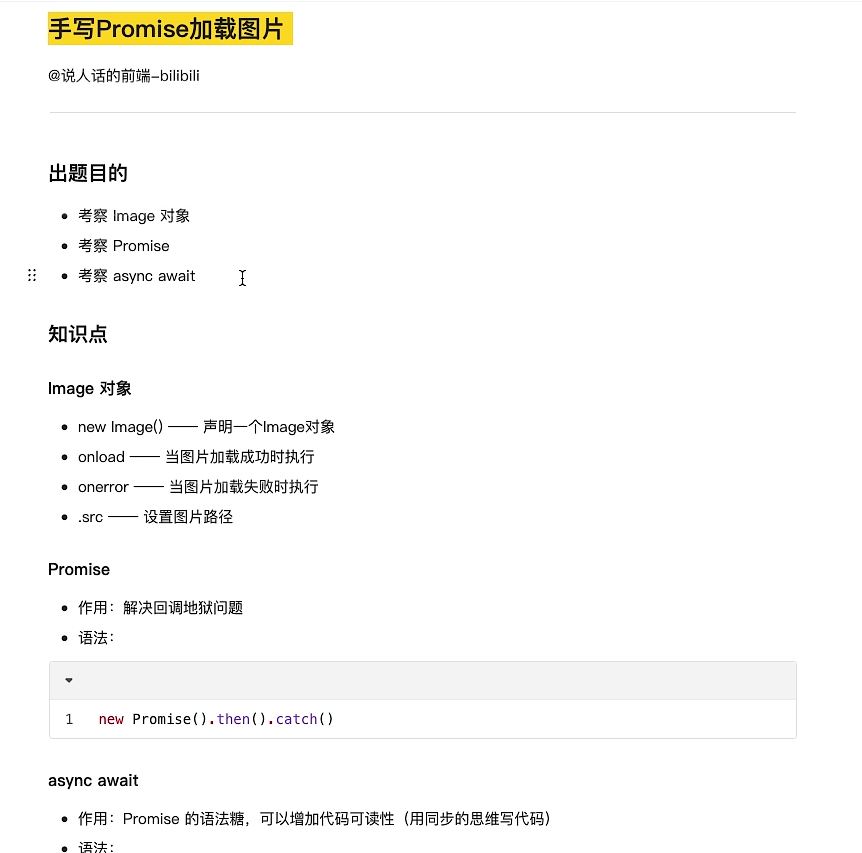 手写Promise加载图片
@说人话的前端-bilibili
出题目的
考察 Image 对象
考察 Promise
考察 async await
知识点
Image 对象
new Image() —— 声明一个Image对象
onload —— 当图片加载成功时执行
onerror —— 当图片加载失败时执行
.src —— 设置图片路径
Promise
作用：解决回调地狱问题
语法：
1 new Promise().then().catch()
async await
作用：Promise 的语法糖，可以增加代码可读性（用同步的思维写代码）
语法：